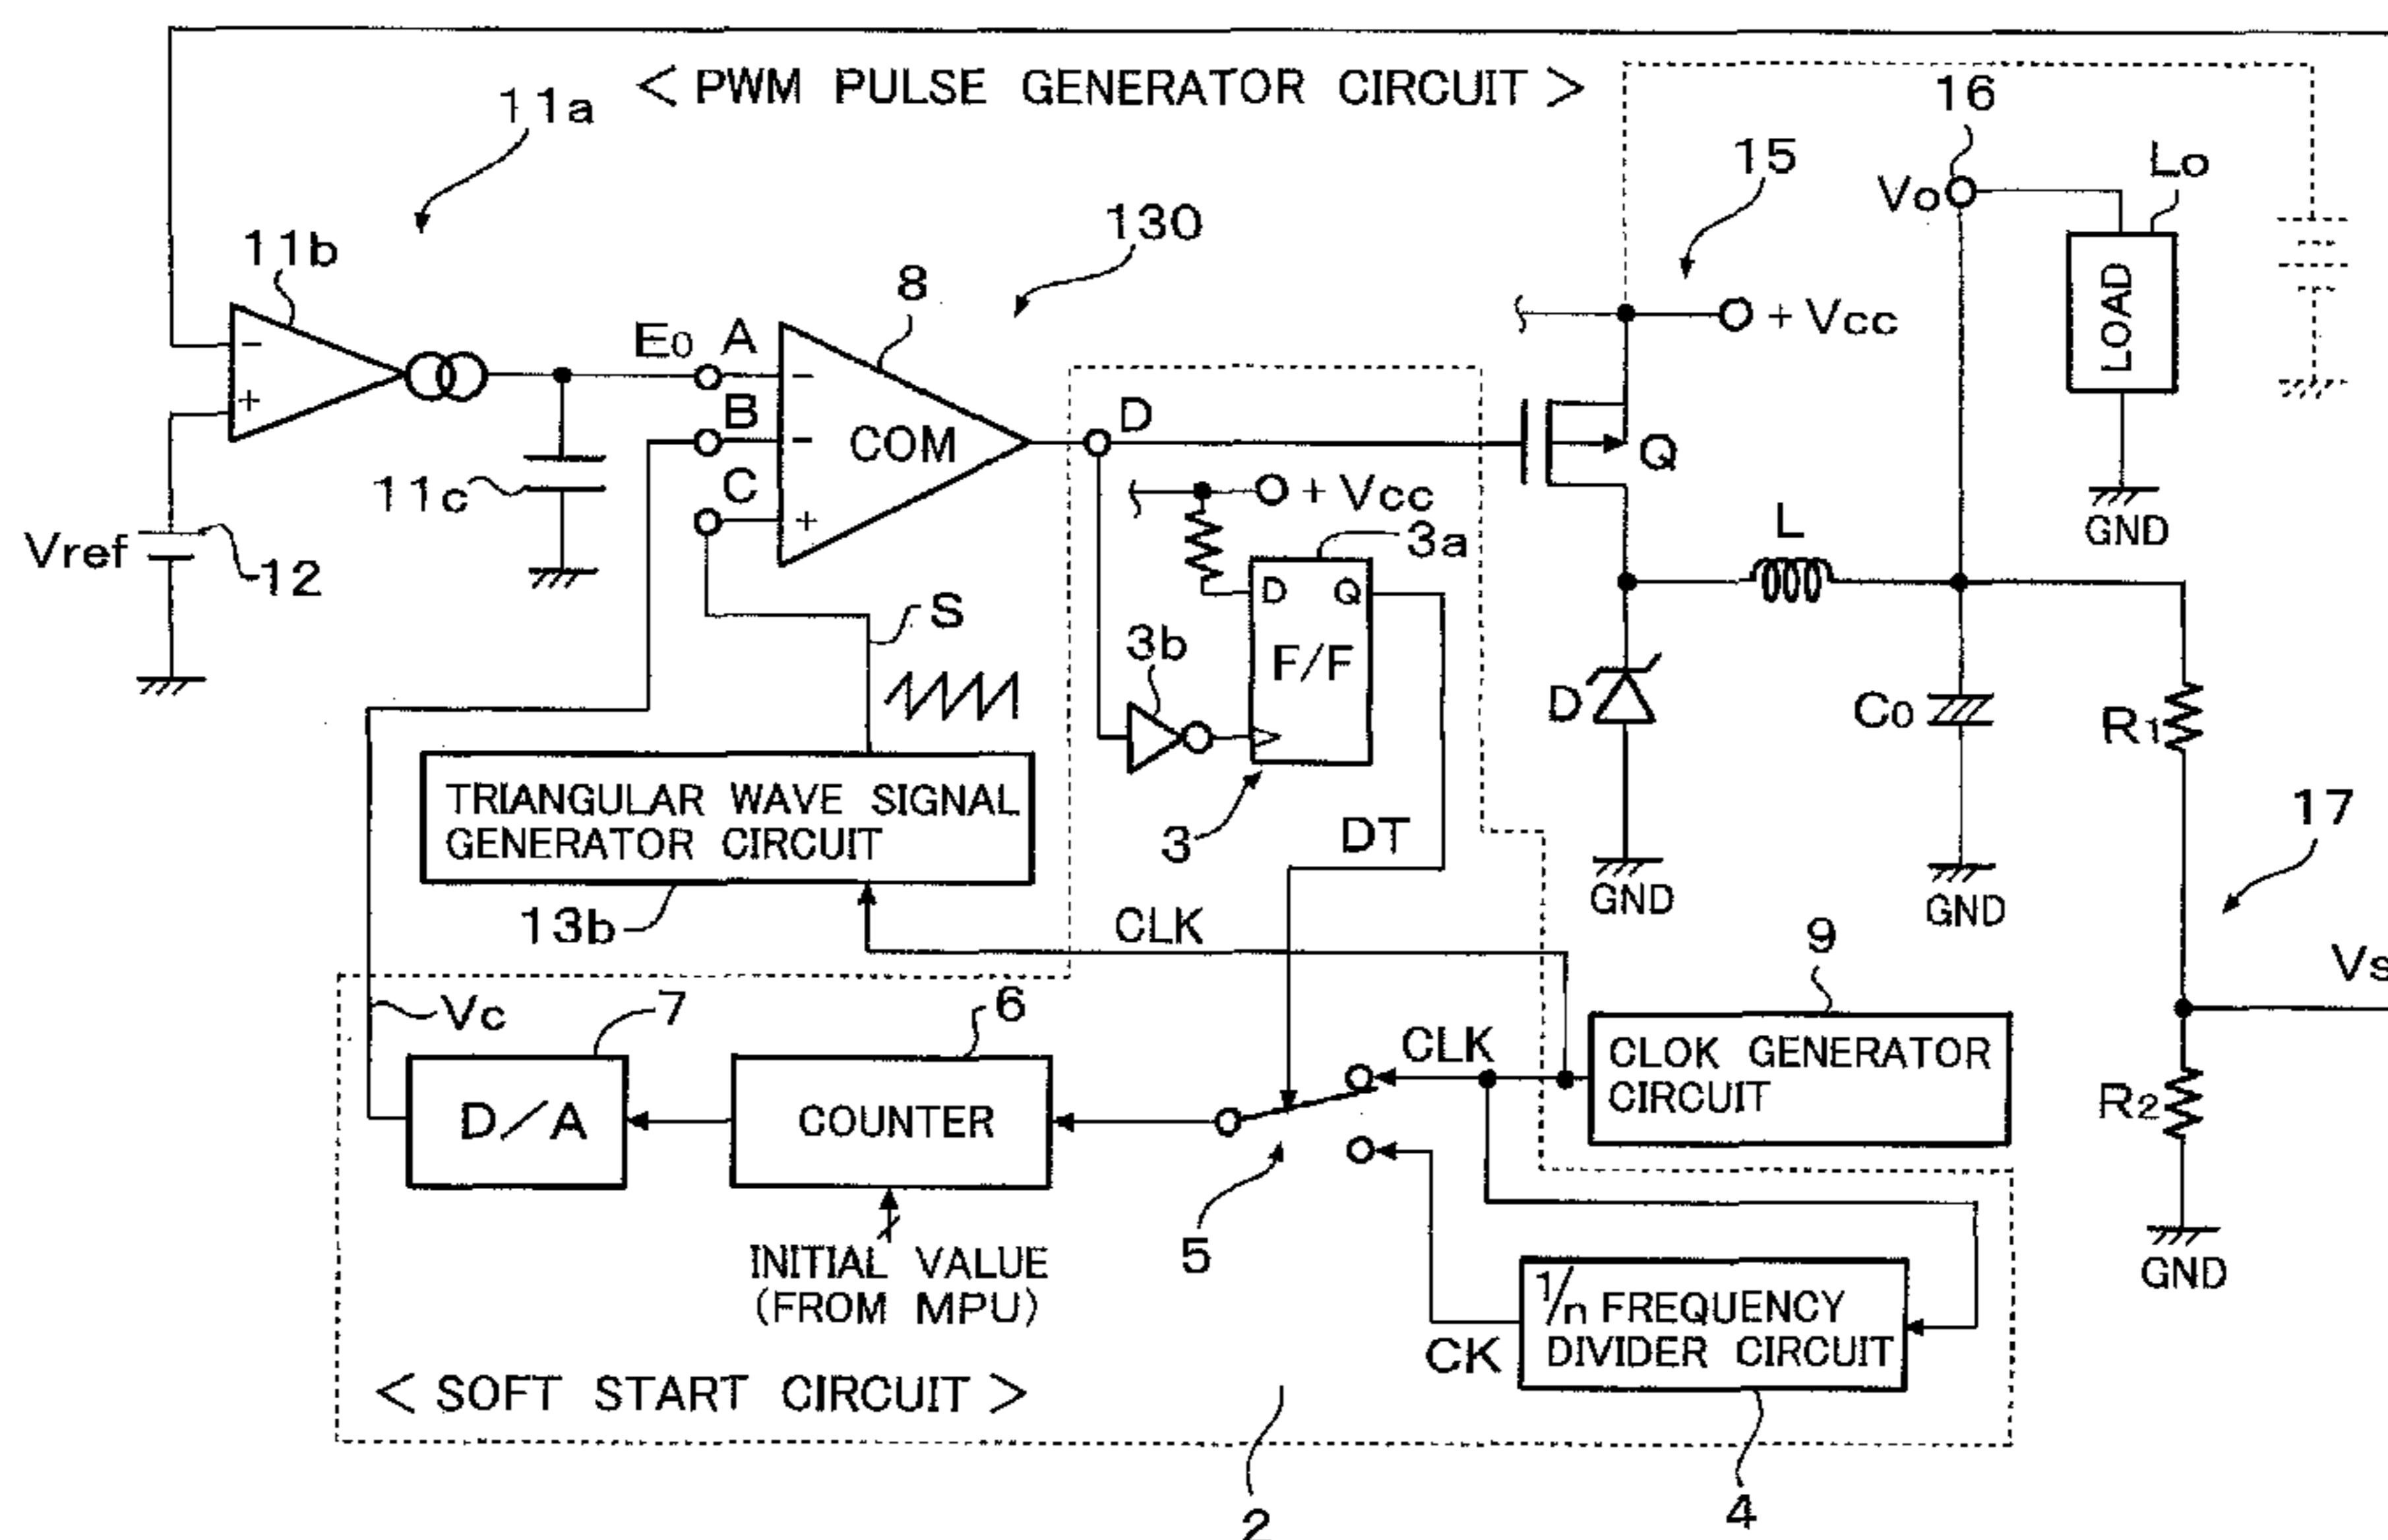 < PWM PULSE GENERATOR CIRCUIT >
11a
16
15
Vo
Lo
130
11b
8
LOAD
E0
A
+ Vcc
−
−
+
B
−
COM
D
Q
C
+
11c
+ Vcc
GND
L
3a
Vref
12
D
Q
S
3b
F/F
D
C0
R1
TRIANGULAR WAVE SIGNAL
GENERATOR CIRCUIT
3
DT
17
GND
GND
13b
CLK
9
Vs
Vc
7
6
CLK
CLOK GENERATOR
CIRCUIT
D/A
COUNTER
R2
5
INITIAL VALUE
(FROM MPU)
GND
1/n FREQUENCY
DIVIDER CIRCUIT
CK
< SOFT START CIRCUIT >
2
4